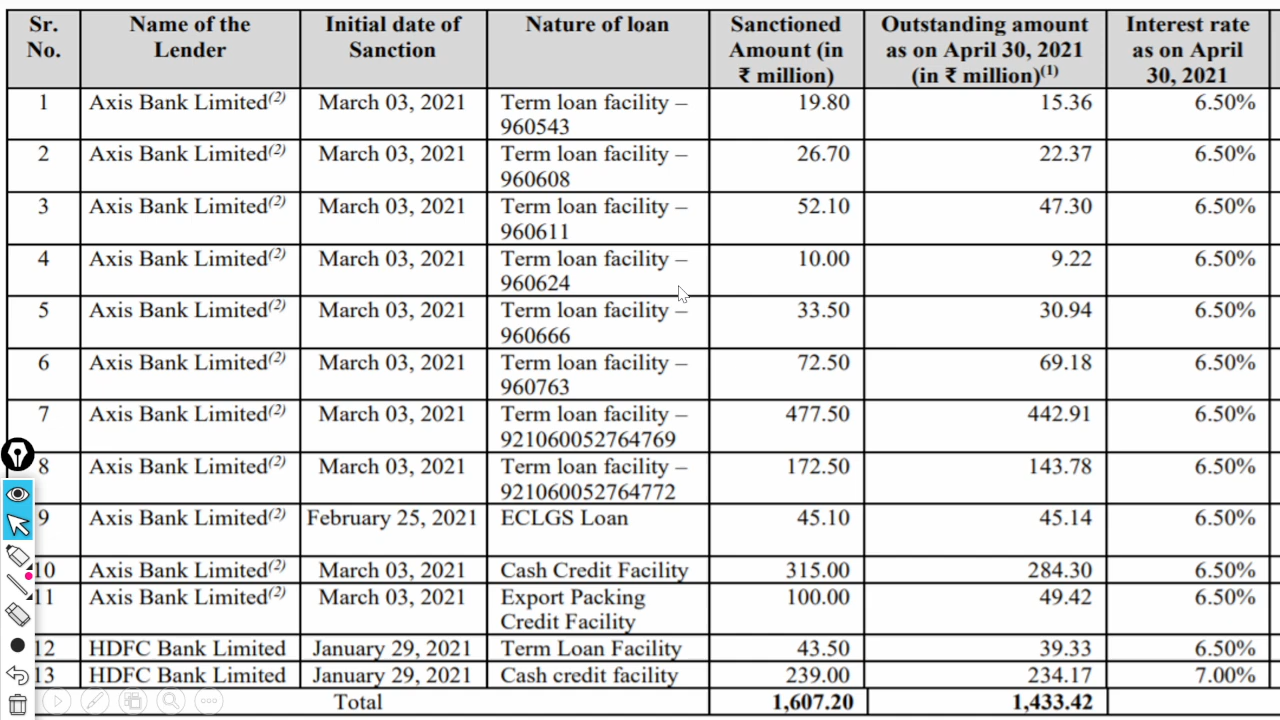 Sr. Name of the Initial date of Nature of loan Sanctioned Outstanding amount Interest rate
No. Lender Sanction Amount (in as on April 30, 2021 as on April
₹ million) (in ₹ million)(1) 30, 2021
1 Axis Bank Limited(2) March 03, 2021 Term loan facility – 19.80 15.36 6.50%
960543
2 Axis Bank Limited(2) March 03, 2021 Term loan facility – 26.70 22.37 6.50%
960608
3 Axis Bank Limited(2) March 03, 2021 Term loan facility – 52.10 47.30 6.50%
960611
4 Axis Bank Limited(2) March 03, 2021 Term loan facility – 10.00 9.22 6.50%
960624
5 Axis Bank Limited(2) March 03, 2021 Term loan facility – 33.50 30.94 6.50%
960666
6 Axis Bank Limited(2) March 03, 2021 Term loan facility – 72.50 69.18 6.50%
960763
7 Axis Bank Limited(2) March 03, 2021 Term loan facility – 477.50 442.91 6.50%
921060052764769
8 Axis Bank Limited(2) March 03, 2021 Term loan facility – 172.50 143.78 6.50%
921060052764772
9 Axis Bank Limited(2) February 25, 2021 ECLGS Loan 45.10 45.14 6.50%
10 Axis Bank Limited(2) March 03, 2021 Cash Credit Facility 315.00 284.30 6.50%
11 Axis Bank Limited(2) March 03, 2021 Export Packing 100.00 49.42 6.50%
Credit Facility
12 HDFC Bank Limited January 29, 2021 Term Loan Facility 43.50 39.33 6.50%
13 HDFC Bank Limited January 29, 2021 Cash credit facility 239.00 234.17 7.00%
Total 1,607.20 1,433.42